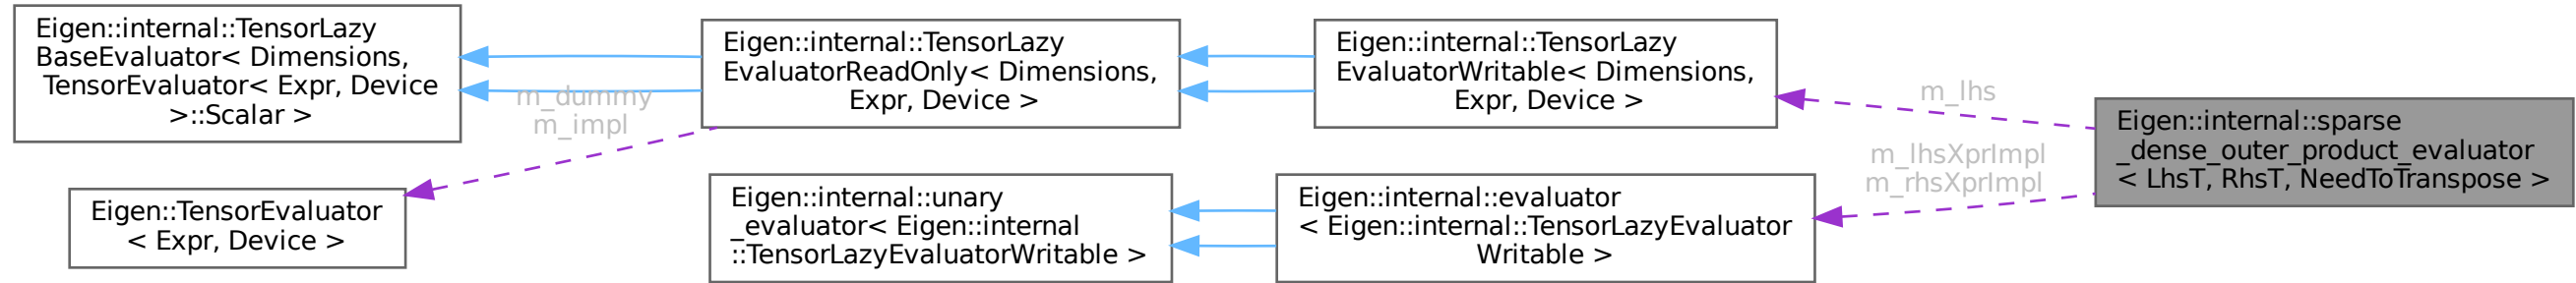 Eigen::internal::TensorLazy
BaseEvaluator< Dimensions,
TensorEvaluator< Expr, Device
>::Scalar >
Eigen::TensorEvaluator
< Expr, Device >
m_dummy
m_impl
Eigen::internal::TensorLazy
EvaluatorReadOnly< Dimensions,
Expr, Device >
Eigen::internal::unary
_evaluator< Eigen::internal
::TensorLazyEvaluatorWritable >
Eigen::internal::TensorLazy
EvaluatorWritable< Dimensions,
Expr, Device >
Eigen::internal::evaluator
< Eigen::internal::TensorLazyEvaluator
Writable >
m_lhs
m_lhsXprImpl
m_rhsXprImpl
Eigen::internal::sparse
_dense_outer_product_evaluator
< LhsT, RhsT, NeedToTranspose >